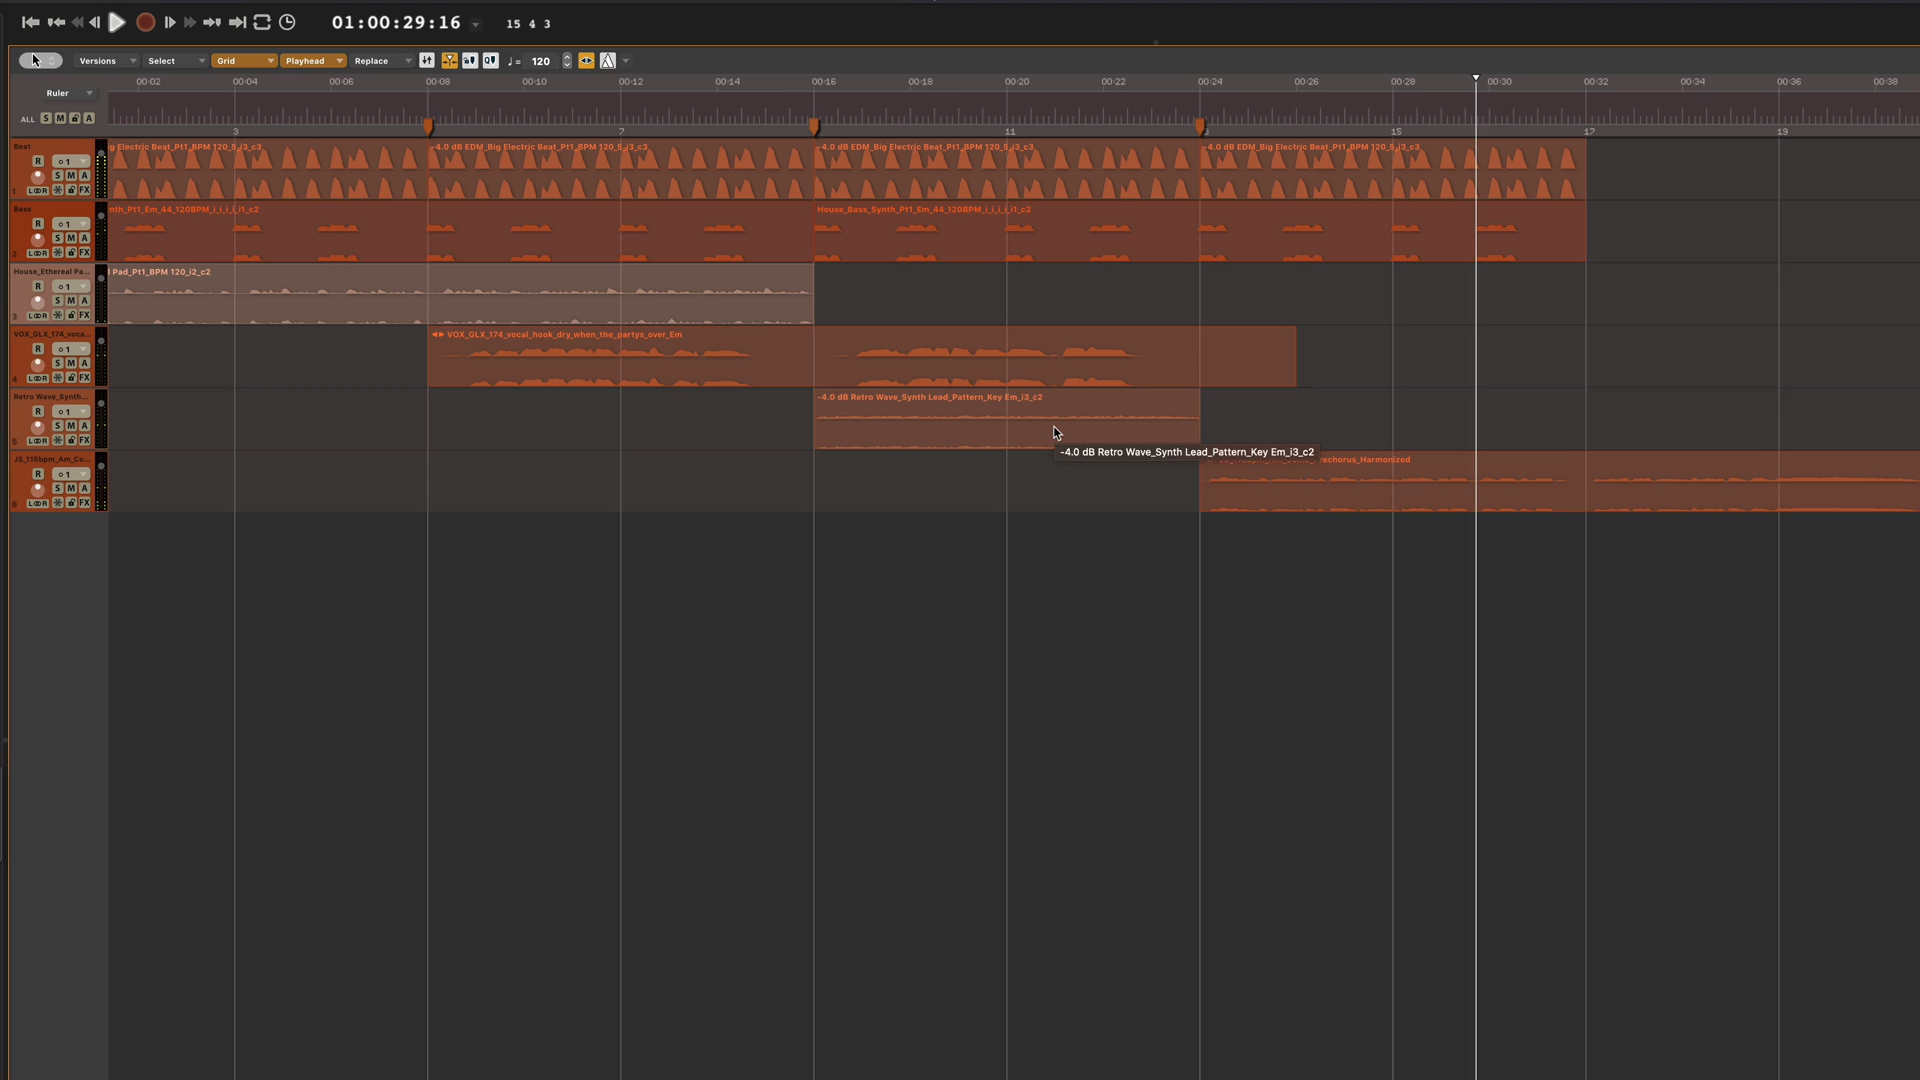 01:00:29:16 15 4 3
Versions Select Grid Playhead Replace ♩= 120
00:02 00:04 00:06 00:08 00:10 00:12 00:14 00:16 00:18 00:20 00:22 00:24 00:26 00:28 00:30 00:32 00:34 00:36 00:38
Ruler
ALL S M A
3 7 11 15 17 19
Beat
g Electric Beat_Pt1_BPM 120_5_i3_c3 -4.0 dB EDM_Big Electric Beat_Pt1_BPM 120_5_i3_c3 -4.0 dB EDM_Big Electric Beat_Pt1_BPM 120_5_i3_c3 -4.0 dB EDM_Big Electric Beat_Pt1_BPM 120_5_i3_c3
R 1
S M A
1 FX
Bass
nth_Pt1_Em_44_120BPM_i_i_i_i_i1_c2 House_Bass_Synth_Pt1_Em_44_120BPM_i_i_i_i_i1_c2
R 1
S M A
2 FX
House_Ethereal Pa...
l Pad_Pt1_BPM 120_i2_c2
R 1
S M A
3 FX
VOX_GLX_174_voca...
VOX_GLX_174_vocal_hook_dry_when_the_partys_over_Em
R 1
S M A
4 FX
Retro Wave_Synth...
-4.0 dB Retro Wave_Synth Lead_Pattern_Key Em_i3_c2
R 1
S M A
5 FX
-4.0 dB Retro Wave_Synth Lead_Pattern_Key Em_i3_c2
JS_115bpm_Am_Co...
rechorus_Harmonized
R 1
S M A
6 FX